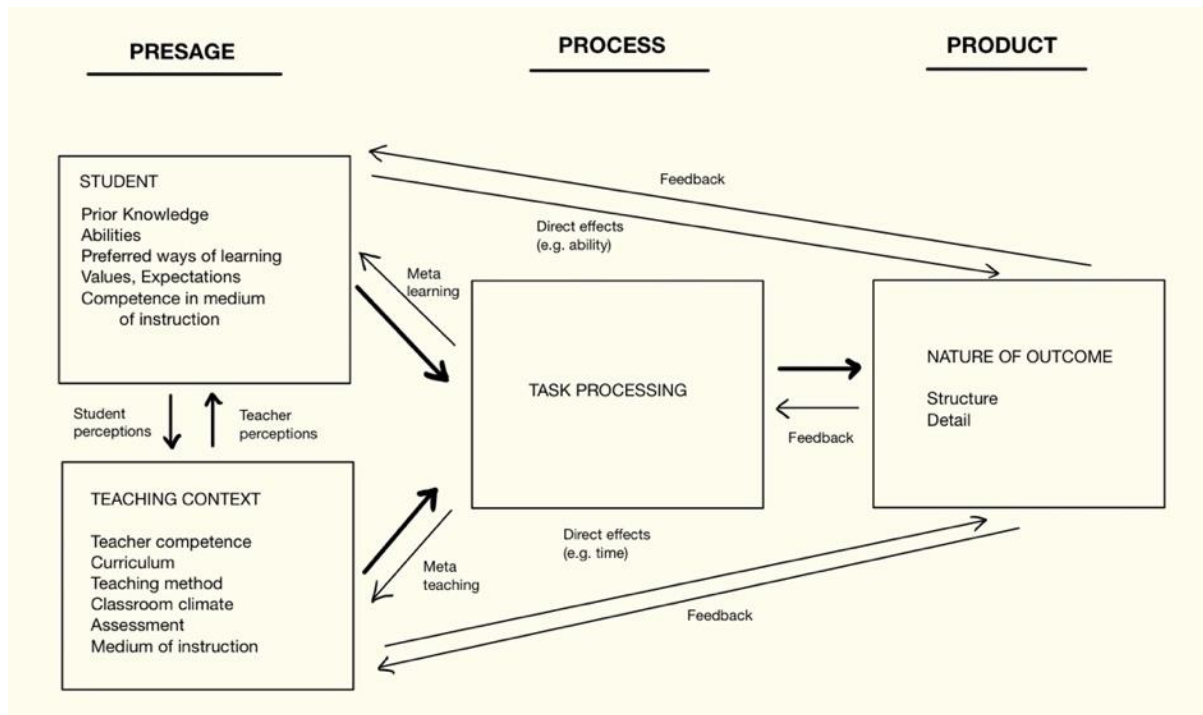 PRESAGE
PROCESS
PRODUCT
STUDENT
Prior Knowledge
Abilities
Preferred ways of learning
Values, Expectations
Competence in medium
of instruction
Feedback
Direct effects
(e.g. ability)
Meta
learning
TASK PROCESSING
NATURE OF OUTCOME
Structure
Detail
Feedback
Student
perceptions
Teacher
perceptions
TEACHING CONTEXT
Teacher competence
Curriculum
Teaching method
Classroom climate
Assessment
Medium of instruction
Meta
teaching
Direct effects
(e.g. time)
Feedback